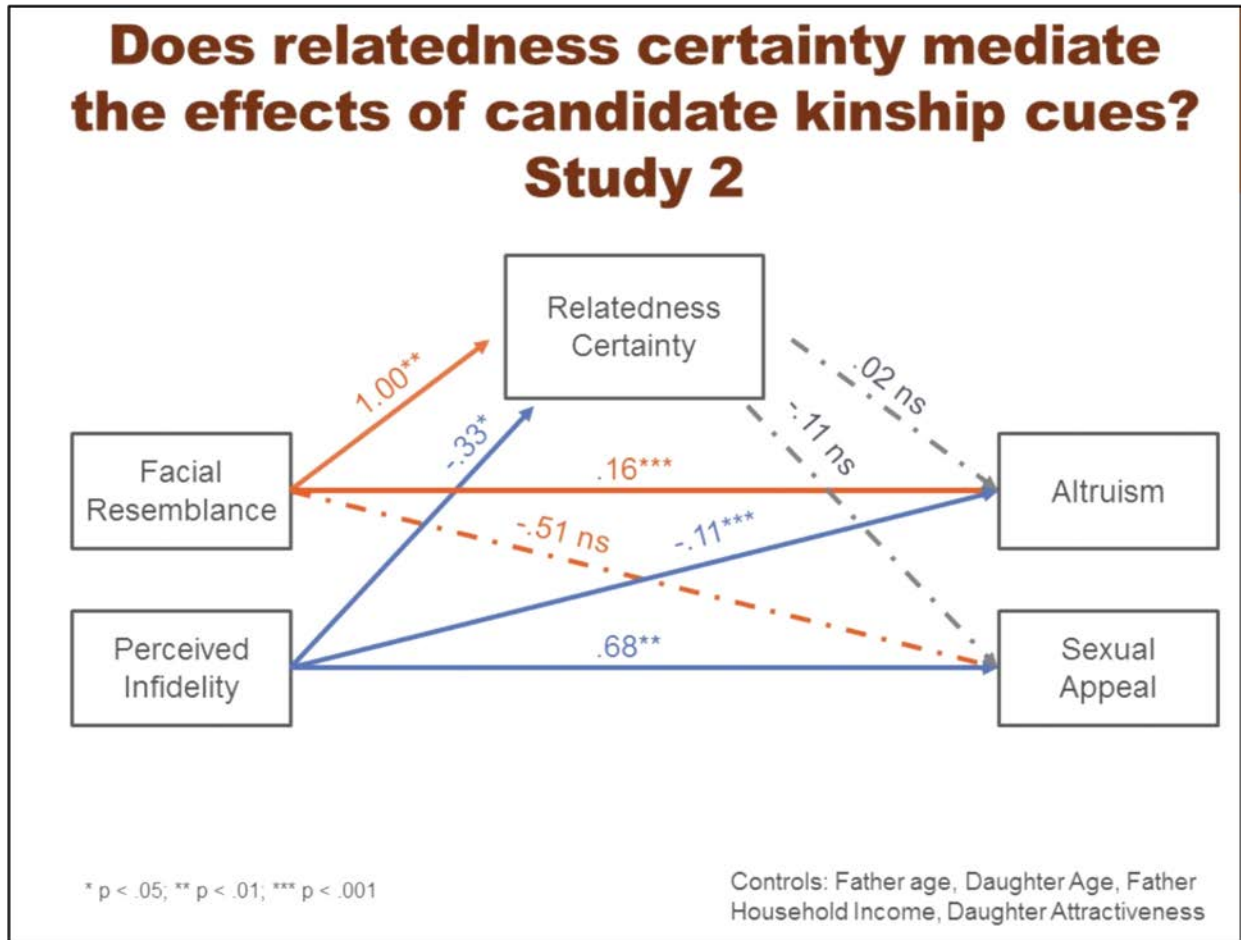 Does relatedness certainty mediate
the effects of candidate kinship cues?
Study 2
Relatedness
Certainty
1.00**
-.33*
.02 ns
-.11 ns
Facial
Resemblance
.16***
Altruism
-.51 ns
-.11***
Perceived
Infidelity
.68**
Sexual
Appeal
* p < .05; ** p < .01; *** p < .001
Controls: Father age, Daughter Age, Father
Household Income, Daughter Attractiveness